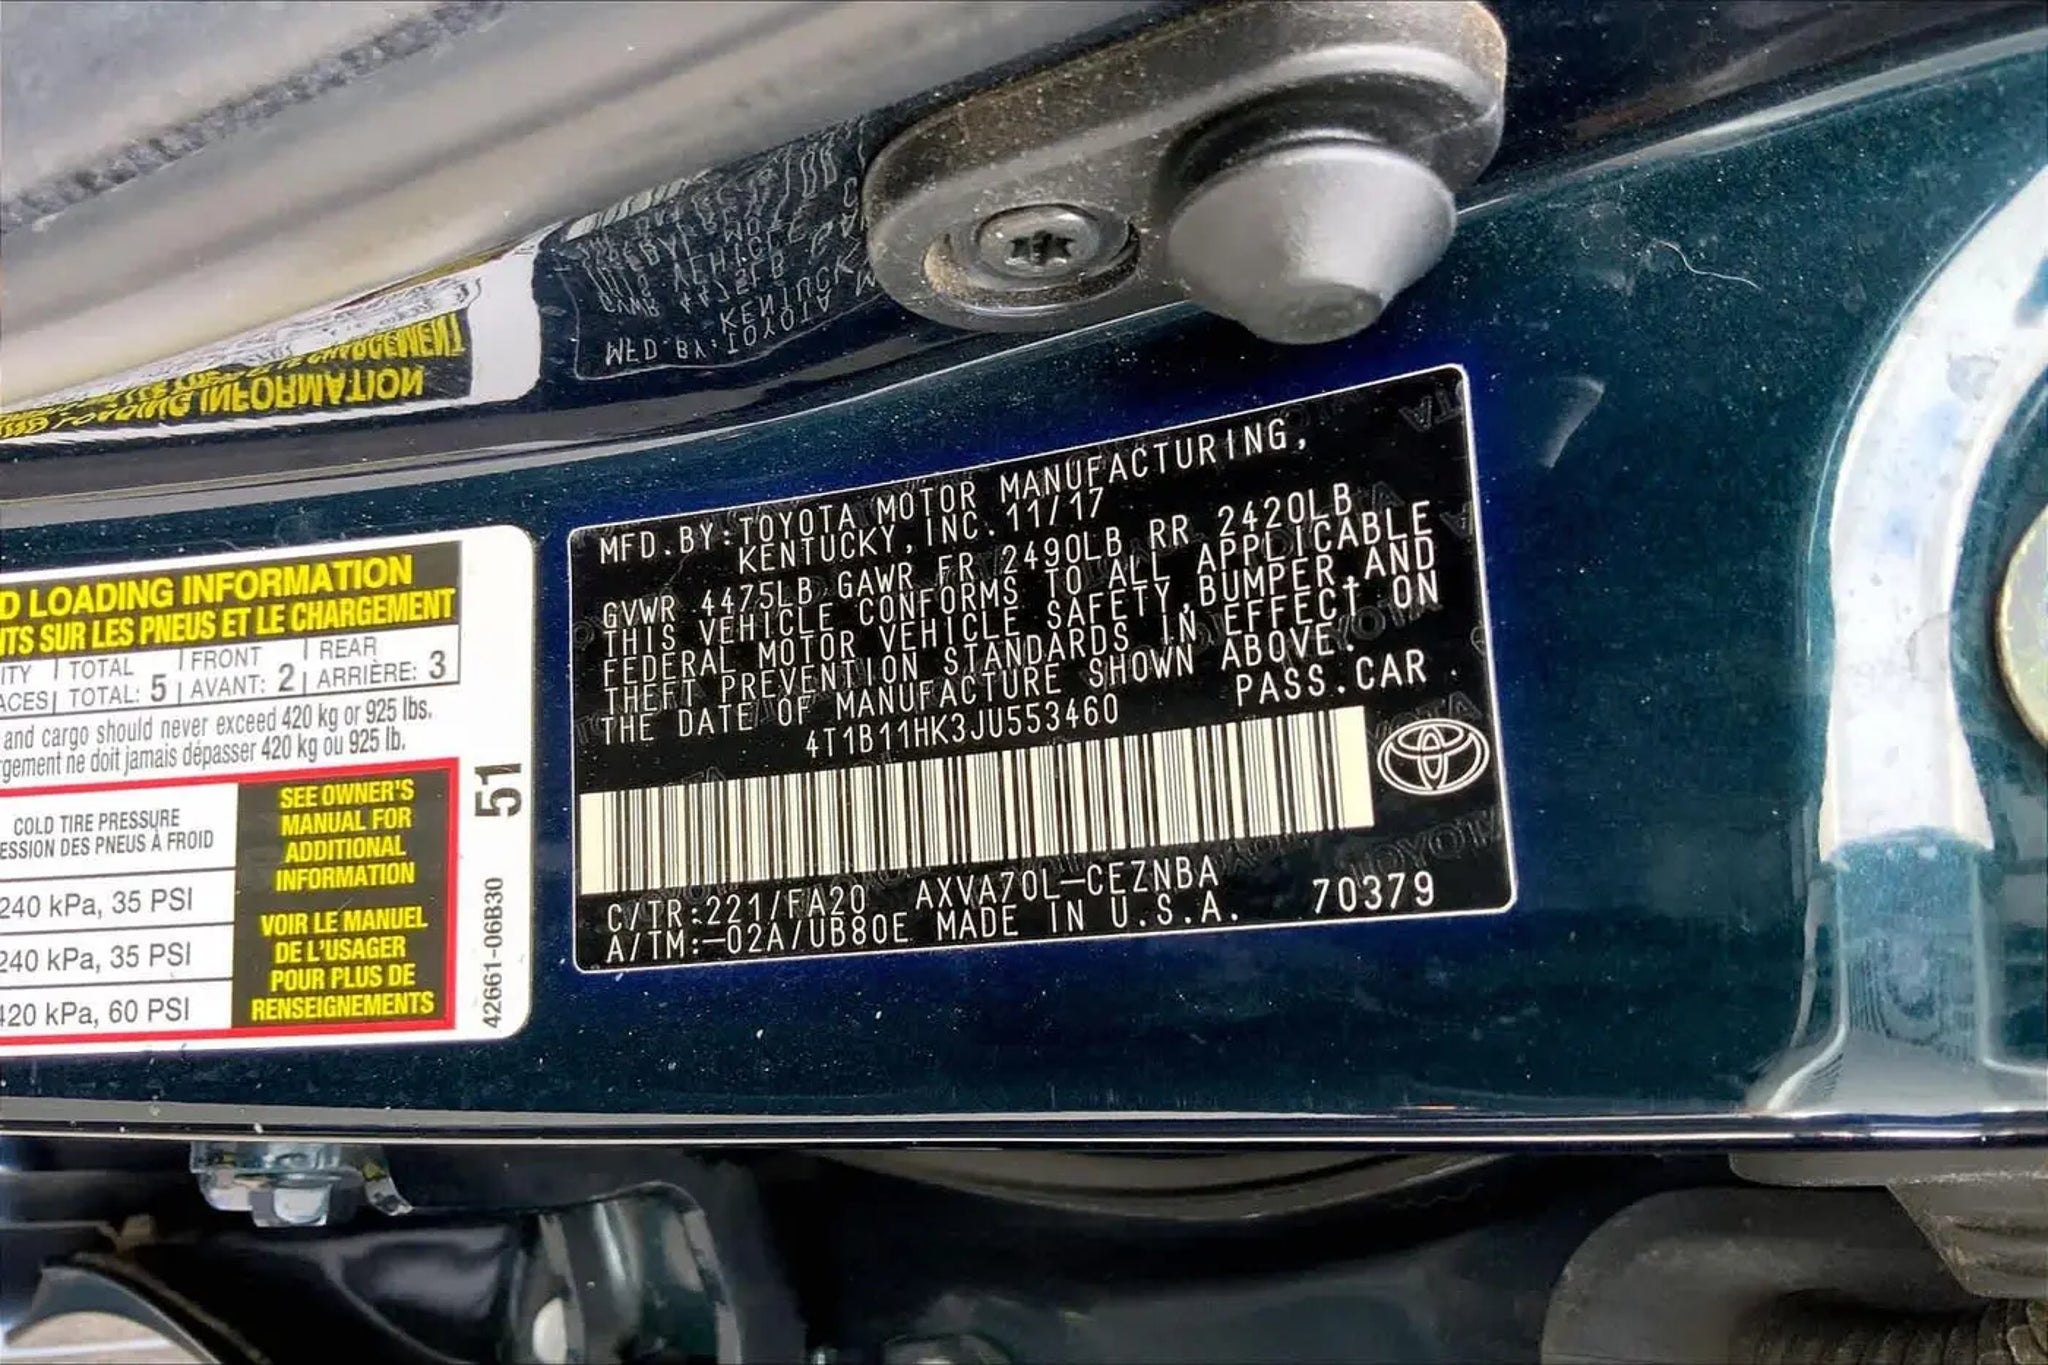 D LOADING INFORMATION
NTS SUR LES PNEUS ET LE CHARGEMENT
TOTAL FRONT REAR
TOTAL: 5 AVANT: 2 ARRIÈRE: 3
and cargo should never exceed 420 kg or 925 lbs.
gement ne doit jamais dépasser 420 kg ou 925 lb.
COLD TIRE PRESSURE
ESSION DES PNEUS À FROID
240 kPa, 35 PSI
240 kPa, 35 PSI
420 kPa, 60 PSI
SEE OWNER'S
MANUAL FOR
ADDITIONAL
INFORMATION
VOIR LE MANUEL
DE L'USAGER
POUR PLUS DE
RENSEIGNEMENTS
51
42661-06B30
MFD.BY:TOYOTA MOTOR MANUFACTURING,
KENTUCKY,INC.11/17
GVWR 4475LB GAWR FR 2490LB RR 2420LB
THIS VEHICLE CONFORMS TO ALL APPLICABLE
FEDERAL MOTOR VEHICLE SAFETY,BUMPER,AND
THEFT PREVENTION STANDARDS IN EFFECT ON
THE DATE OF MANUFACTURE SHOWN ABOVE.
4T1B11HK3JU553460 PASS.CAR
C/TR:221/FA20 AXVA70L-CEZNBA
A/TM:-02A/UB80E MADE IN U.S.A. 70379